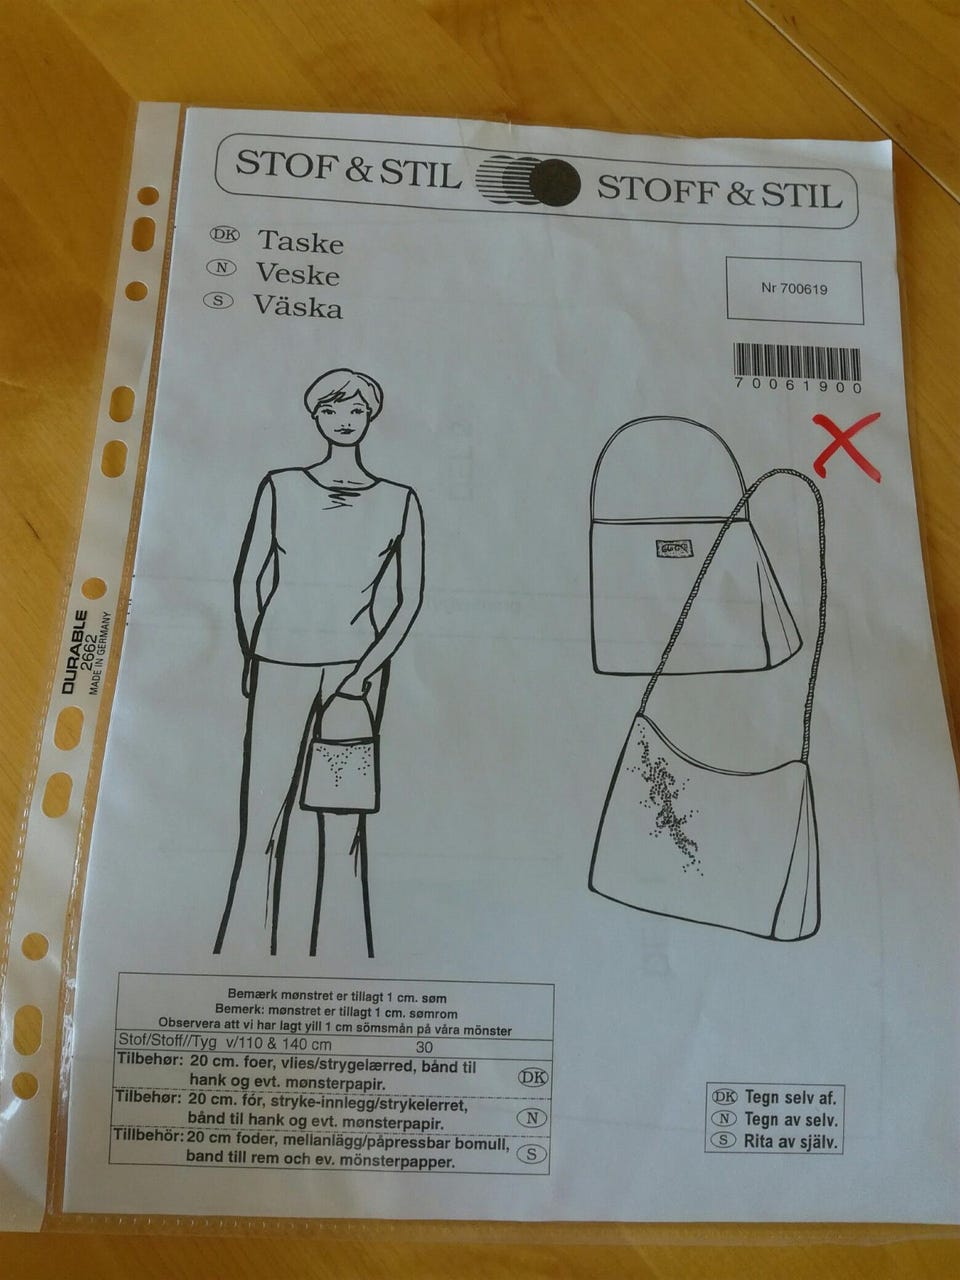 STOF & STIL STOFF & STIL
DK Taske
N Veske
S Väska
Nr 700619
70061900
DURABLE
2662
MADE IN GERMANY
Bemærk mønstret er tillagt 1 cm. søm
Bemerk: mønstret er tillagt 1 cm. sømrom
Observera att vi har lagt yill 1 cm sömsmån på våra mönster
Stof/Stoff//Tyg v/110 & 140 cm 30
Tilbehør: 20 cm. foer, vlies/strygelærred, bånd til
hank og evt. mønsterpapir.
DK
Tilbehør: 20 cm. fór, stryke-innlegg/strykelerret,
bånd til hank og evt. mønsterpapir.
N
Tillbehör: 20 cm foder, mellanlägg/påpressbar bomull,
band till rem och ev. mönsterpapper.
S
DK Tegn selv af.
N Tegn av selv.
S Rita av själv.